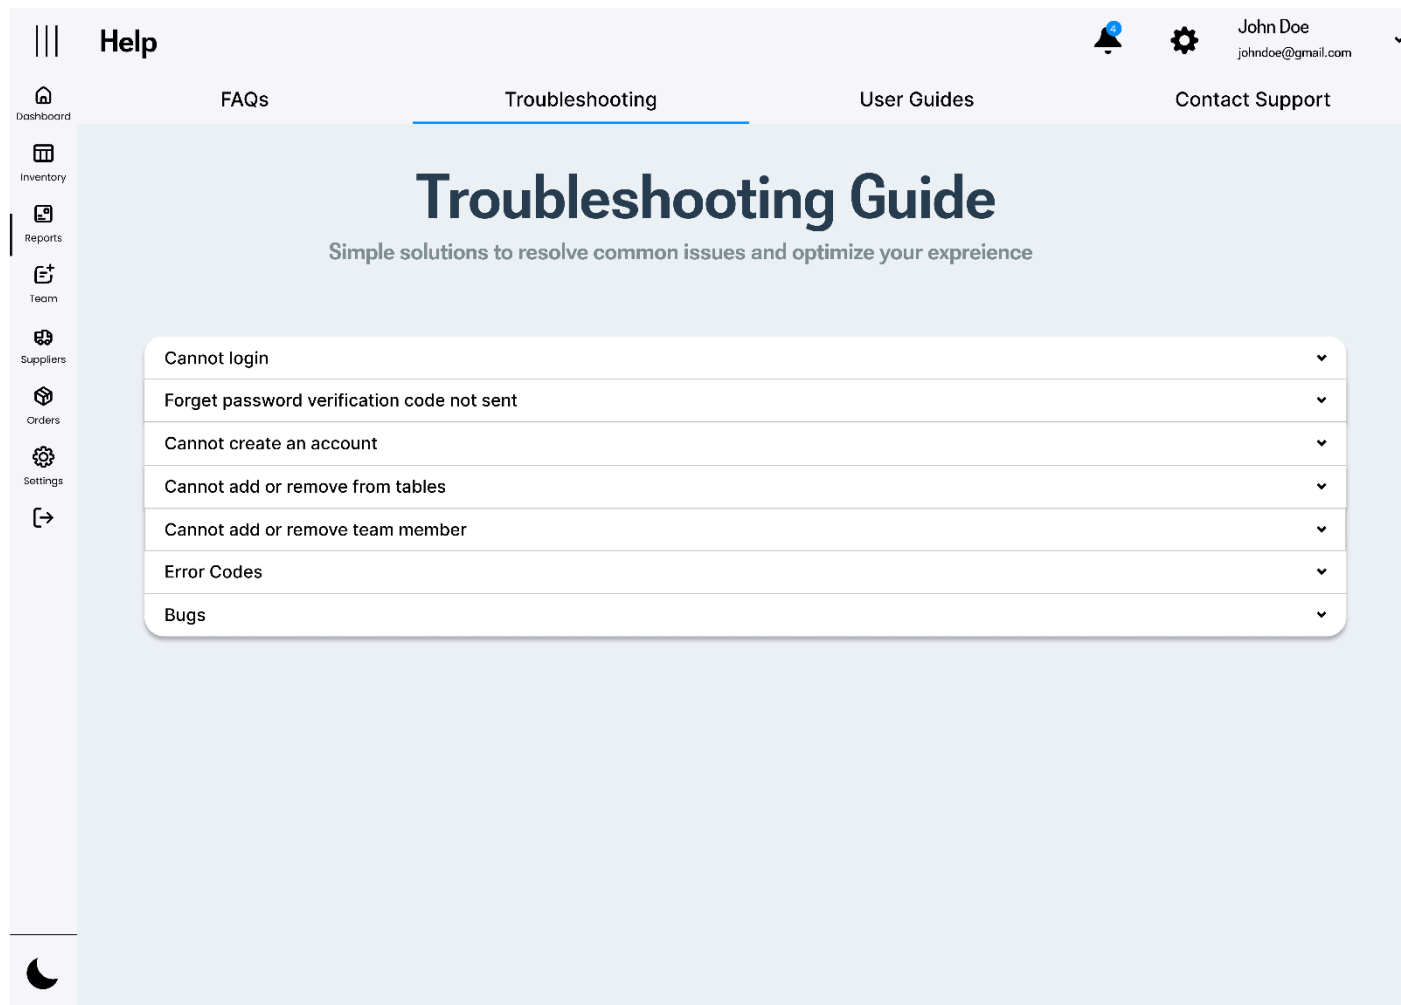 Help
4
John Doe
johndoe@gmail.com
Dashboard
Inventory
Reports
Team
Suppliers
Orders
Settings
FAQs
Troubleshooting
User Guides
Contact Support
Troubleshooting Guide
Simple solutions to resolve common issues and optimize your expreience
Cannot login
Forget password verification code not sent
Cannot create an account
Cannot add or remove from tables
Cannot add or remove team member
Error Codes
Bugs